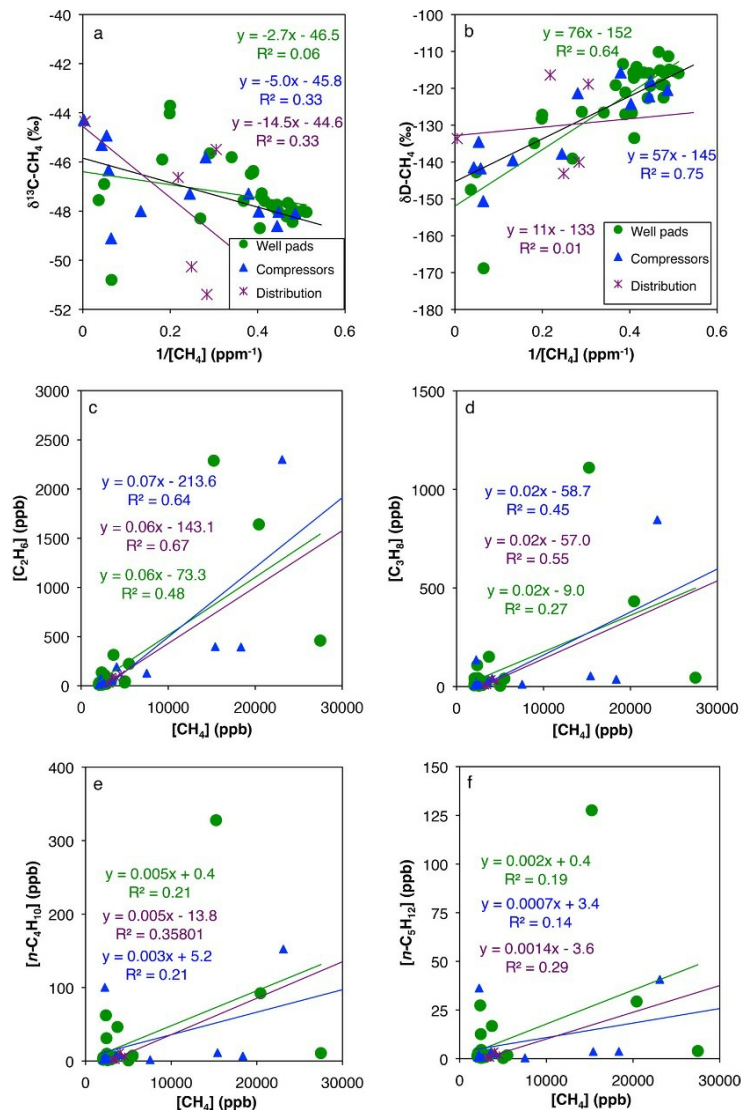 a
y = -2.7x - 46.5
R² = 0.06
y = -5.0x - 45.8
R² = 0.33
y = -14.5x - 44.6
R² = 0.33
-40
-42
-44
-46
-48
-50
-52
δ¹³C-CH₄ (‰)
Well pads
Compressors
Distribution
0
0.2
0.4
0.6
1/[CH₄] (ppm⁻¹)
b
y = 76x - 152
R² = 0.64
y = 57x - 145
R² = 0.75
y = 11x - 133
R² = 0.01
-100
-110
-120
-130
-140
-150
-160
-170
-180
δD-CH₄ (‰)
Well pads
Compressors
Distribution
0
0.2
0.4
0.6
1/[CH₄] (ppm⁻¹)
c
y = 0.07x - 213.6
R² = 0.64
y = 0.06x - 143.1
R² = 0.67
y = 0.06x - 73.3
R² = 0.48
3000
2500
2000
1500
1000
500
0
[C₂H₆] (ppb)
0
10000
20000
30000
[CH₄] (ppb)
d
y = 0.02x - 58.7
R² = 0.45
y = 0.02x - 57.0
R² = 0.55
y = 0.02x - 9.0
R² = 0.27
1500
1000
500
0
[C₃H₈] (ppb)
0
10000
20000
30000
[CH₄] (ppb)
e
y = 0.005x + 0.4
R² = 0.21
y = 0.005x - 13.8
R² = 0.35801
y = 0.003x + 5.2
R² = 0.21
400
300
200
100
0
[n-C₄H₁₀] (ppb)
0
10000
20000
30000
[CH₄] (ppb)
f
y = 0.002x + 0.4
R² = 0.19
y = 0.0007x + 3.4
R² = 0.14
y = 0.0014x - 3.6
R² = 0.29
150
125
100
75
50
25
0
[n-C₅H₁₂] (ppb)
0
10000
20000
30000
[CH₄] (ppb)